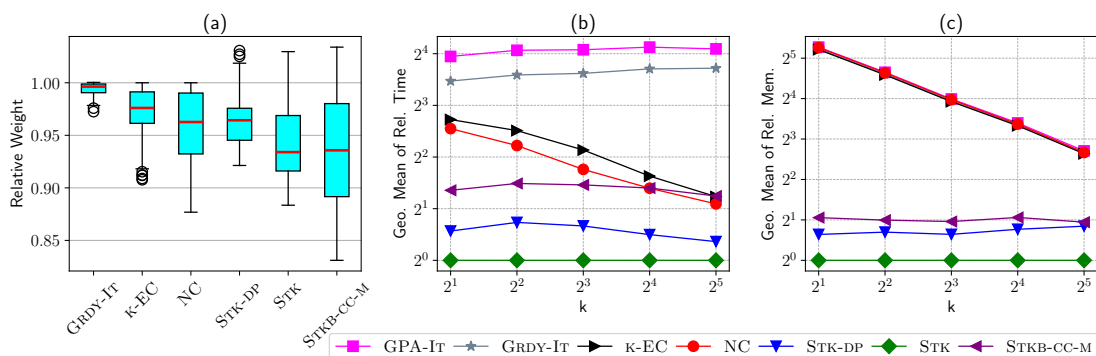 (a)
Relative Weight
1.00
0.95
0.90
0.85
GRDY-IT
K-EC
NC
STK-DP
STK
STKB-CC-M
(b)
Geo. Mean of Rel. Time
2^4
2^3
2^2
2^1
2^0
2^1 2^2 2^3 2^4 2^5
k
(c)
Geo. Mean of Rel. Mem.
2^5
2^4
2^3
2^2
2^1
2^0
2^1 2^2 2^3 2^4 2^5
k
GPA-IT GRDY-IT K-EC NC STK-DP STK STKB-CC-M